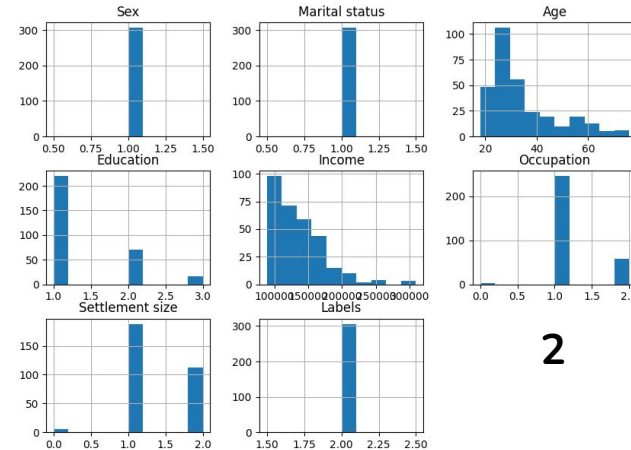 Sex Marital status Age
300 300 100
200 200 75
50
100 100 25
0 0 0
0.50 0.75 1.00 1.25 1.50 0.50 0.75 1.00 1.25 1.50 20 40 60
Education Income Occupation
200 100 200
150 75
100 50 100
50 25
0 0 0
1.0 1.5 2.0 2.5 3.0 100000 150000 200000 250000 300000 0.0 0.5 1.0 1.5 2.
Settlement size Labels
150 300
100 200
50 100
0 0
0.0 0.5 1.0 1.5 2.0 1.50 1.75 2.00 2.25 2.50
2